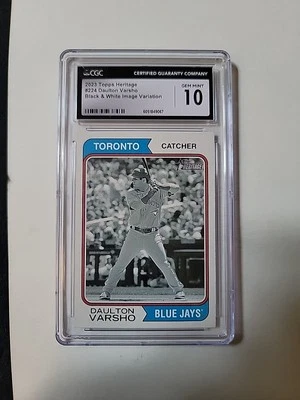 CGC CERTIFIED GUARANTY COMPANY
2023 Topps Heritage
#224 Daulton Varsho
Black & White Image Variation
GEM MINT
10
TORONTO
CATCHER
DAULTON
VARSHO
BLUE JAYS